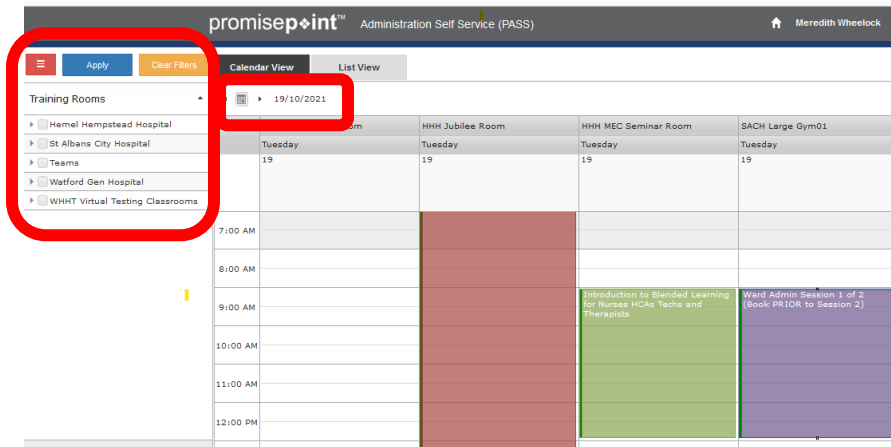 promisepoint™ Administration Self Service (PASS) Meredith Wheelock
☰ Apply Clear Filters
Calendar View List View
Training Rooms
19/10/2021
Hemel Hempstead Hospital
St Albans City Hospital
Teams
Watford Gen Hospital
WHHT Virtual Testing Classrooms
HHH Jubilee Room HHH MEC Seminar Room SACH Large Gym01
Tuesday Tuesday Tuesday Tuesday
19 19 19 19
7:00 AM
8:00 AM
9:00 AM
10:00 AM
11:00 AM
12:00 PM
Introduction to Blended Learning
for Nurses HCAs Techs and
Therapists
Ward Admin Session 1 of 2
(Book PRIOR to Session 2)